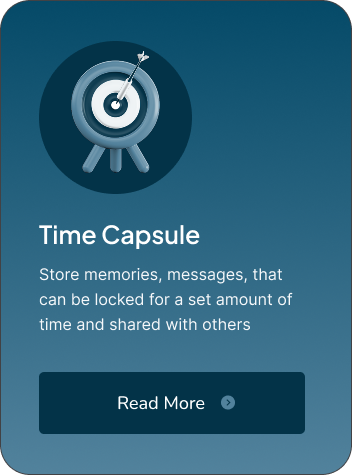 Time Capsule
Store memories, messages, that
can be locked for a set amount of
time and shared with others
Read More